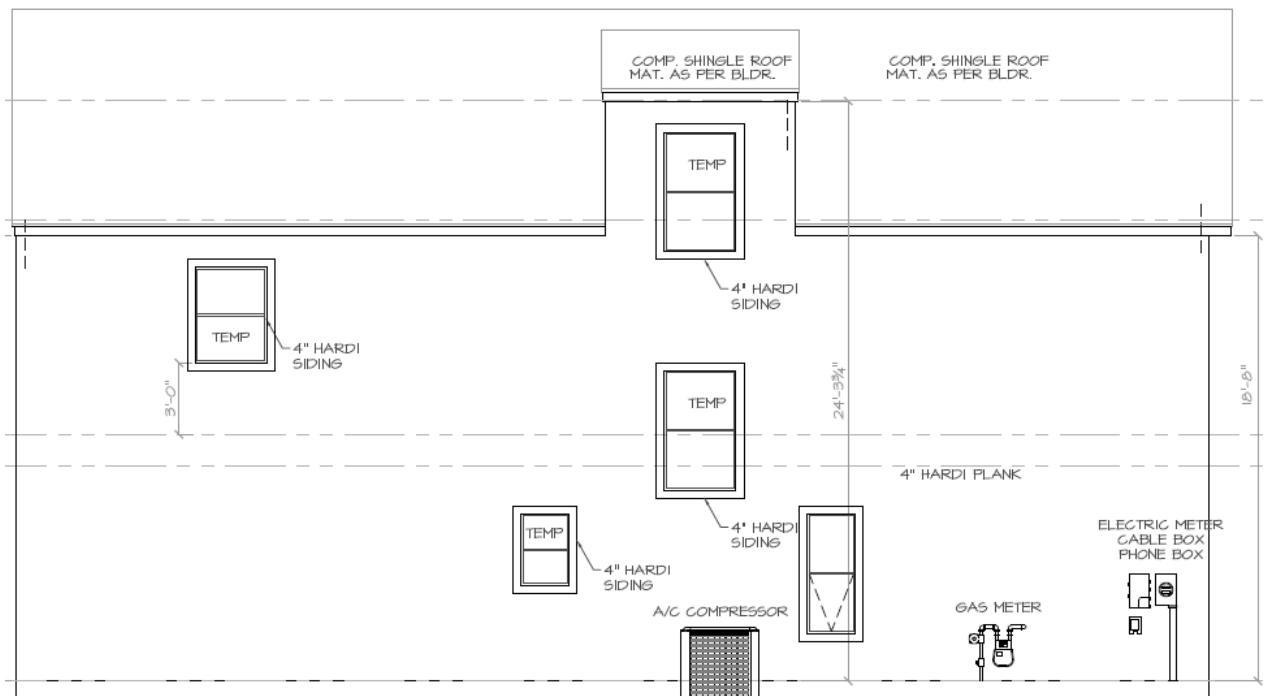 COMP. SHINGLE ROOF
MAT. AS PER BLDR.
COMP. SHINGLE ROOF
MAT. AS PER BLDR.
TEMP
4" HARDI
SIDING
TEMP
4" HARDI
SIDING
3'-0"
TEMP
24'-3¾"
18'-8"
4" HARDI PLANK
4" HARDI
SIDING
TEMP
4" HARDI
SIDING
ELECTRIC METER
CABLE BOX
PHONE BOX
A/C COMPRESSOR
GAS METER